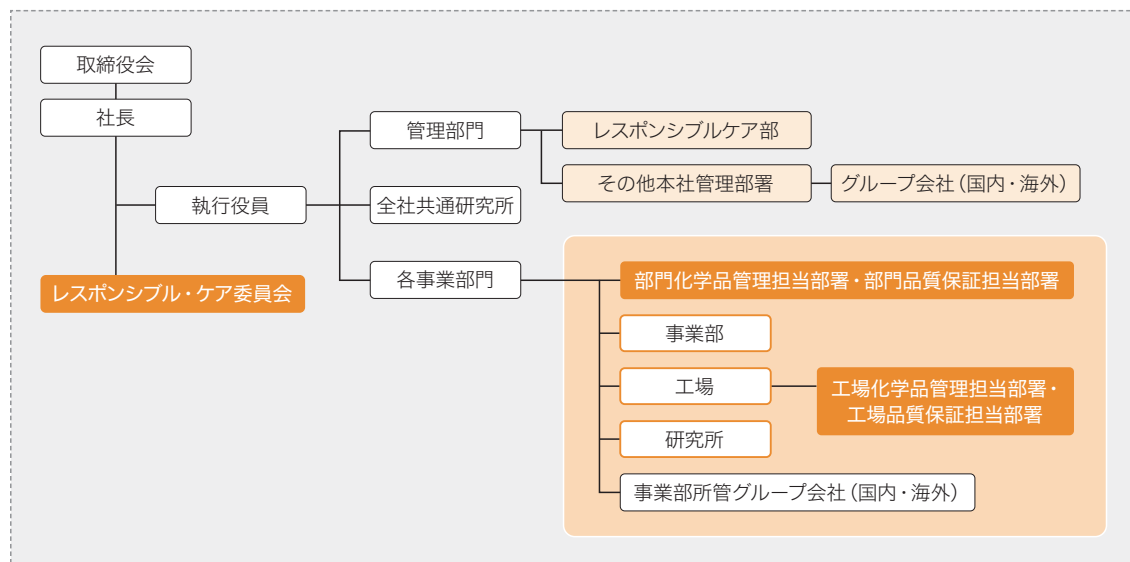 取締役会
社長
執行役員
レスポンシブル・ケア委員会
管理部門
全社共通研究所
各事業部門
レスポンシブルケア部
その他本社管理部署
グループ会社(国内・海外)
部門化学品管理担当部署・部門品質保証担当部署
事業部
工場
工場化学品管理担当部署・
工場品質保証担当部署
研究所
事業部所管グループ会社(国内・海外)